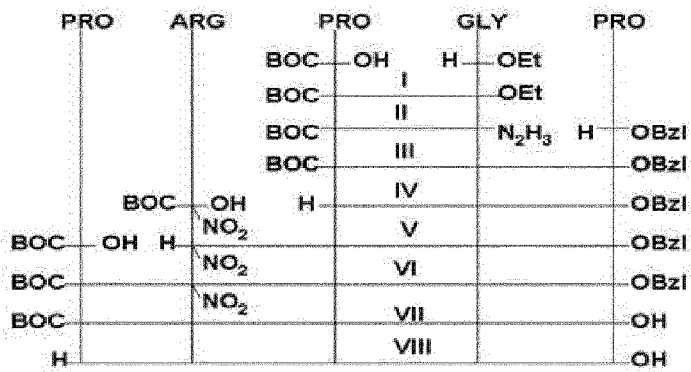 PRO ARG PRO GLY PRO
BOC OH H OEt
I
BOC OEt
II
BOC N₂H₃ H OBzl
III
BOC OBzl
IV
BOC OH H OBzl
NO₂ V
BOC OH H OBzl
NO₂ VI
BOC OBzl
NO₂
BOC VII OH
VIII
H OH